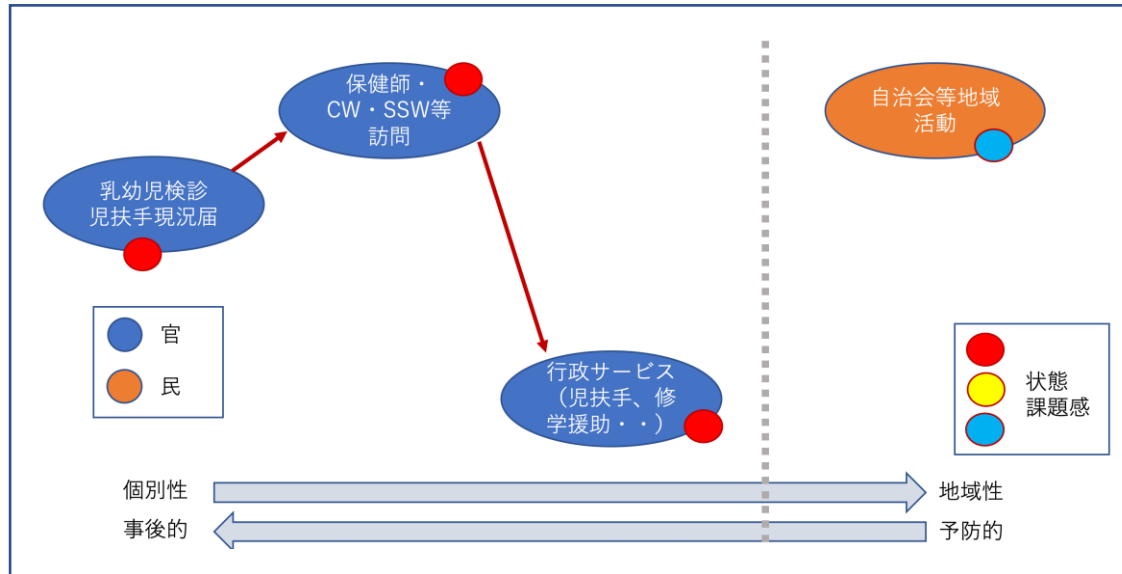 保健師・
CW・SSW等
訪問
自治会等地域
活動
乳幼児検診
児扶手現況届
官
民
行政サービス
（児扶手、修
学援助・・）
状態
課題感
個別性
地域性
事後的
予防的